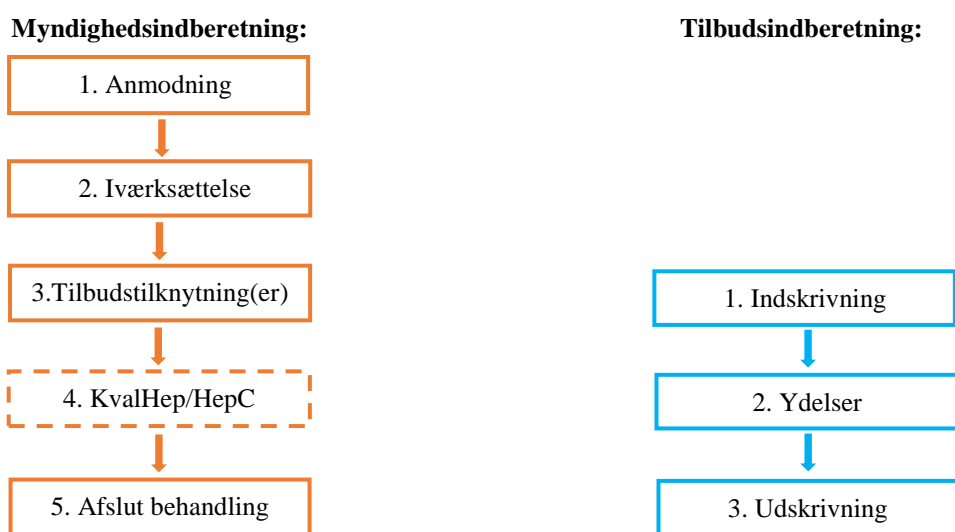 Myndighedsindberetning:
1. Anmodning
2. Iværksættelse
3.Tilbudstilknytning(er)
4. KvalHep/HepC
5. Afslut behandling
Tilbudsindberetning:
1. Indskrivning
2. Ydelser
3. Udskrivning